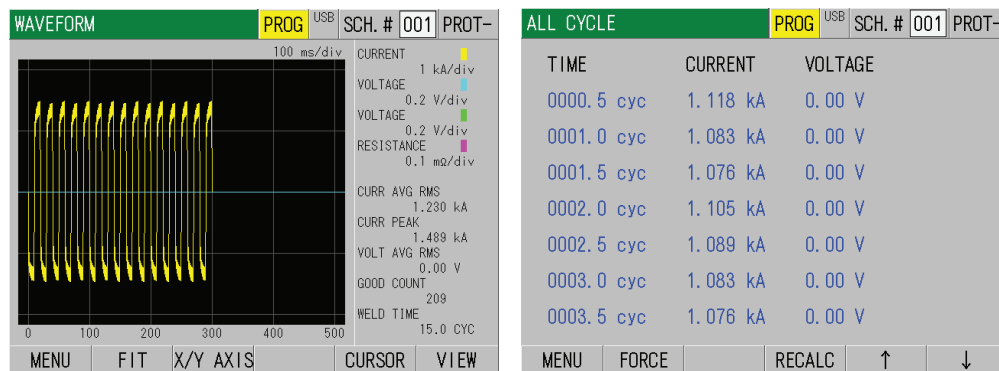 WAVEFORM PROG USB SCH. # 001 PROT-
100 ms/div
CURRENT
1 kA/div
VOLTAGE
0.2 V/div
VOLTAGE
0.2 V/div
RESISTANCE
0.1 mΩ/div
CURR AVG RMS
1.230 kA
CURR PEAK
1.489 kA
VOLT AVG RMS
0.00 V
GOOD COUNT
209
WELD TIME
15.0 CYC
0 100 200 300 400 500
MENU FIT X/Y AXIS CURSOR VIEW
ALL CYCLE PROG USB SCH. # 001 PROT-
TIME CURRENT VOLTAGE
0000.5 cyc 1.118 kA 0.00 V
0001.0 cyc 1.083 kA 0.00 V
0001.5 cyc 1.076 kA 0.00 V
0002.0 cyc 1.105 kA 0.00 V
0002.5 cyc 1.089 kA 0.00 V
0003.0 cyc 1.083 kA 0.00 V
0003.5 cyc 1.076 kA 0.00 V
MENU FORCE RECALC ↑ ↓